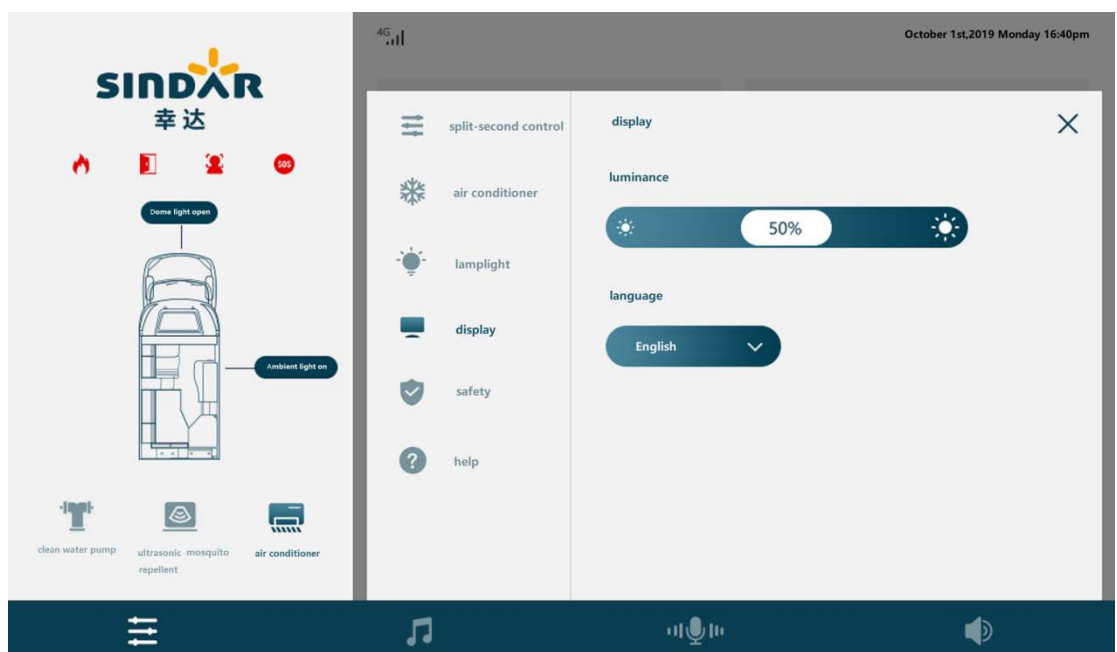 SINDAR
幸达
SOS
Dome light open
Ambient light on
clean water pump
ultrasonic mosquito
repellent
air conditioner
4G
October 1st,2019 Monday 16:40pm
split-second control
air conditioner
lamplight
display
safety
help
display
luminance
50%
language
English